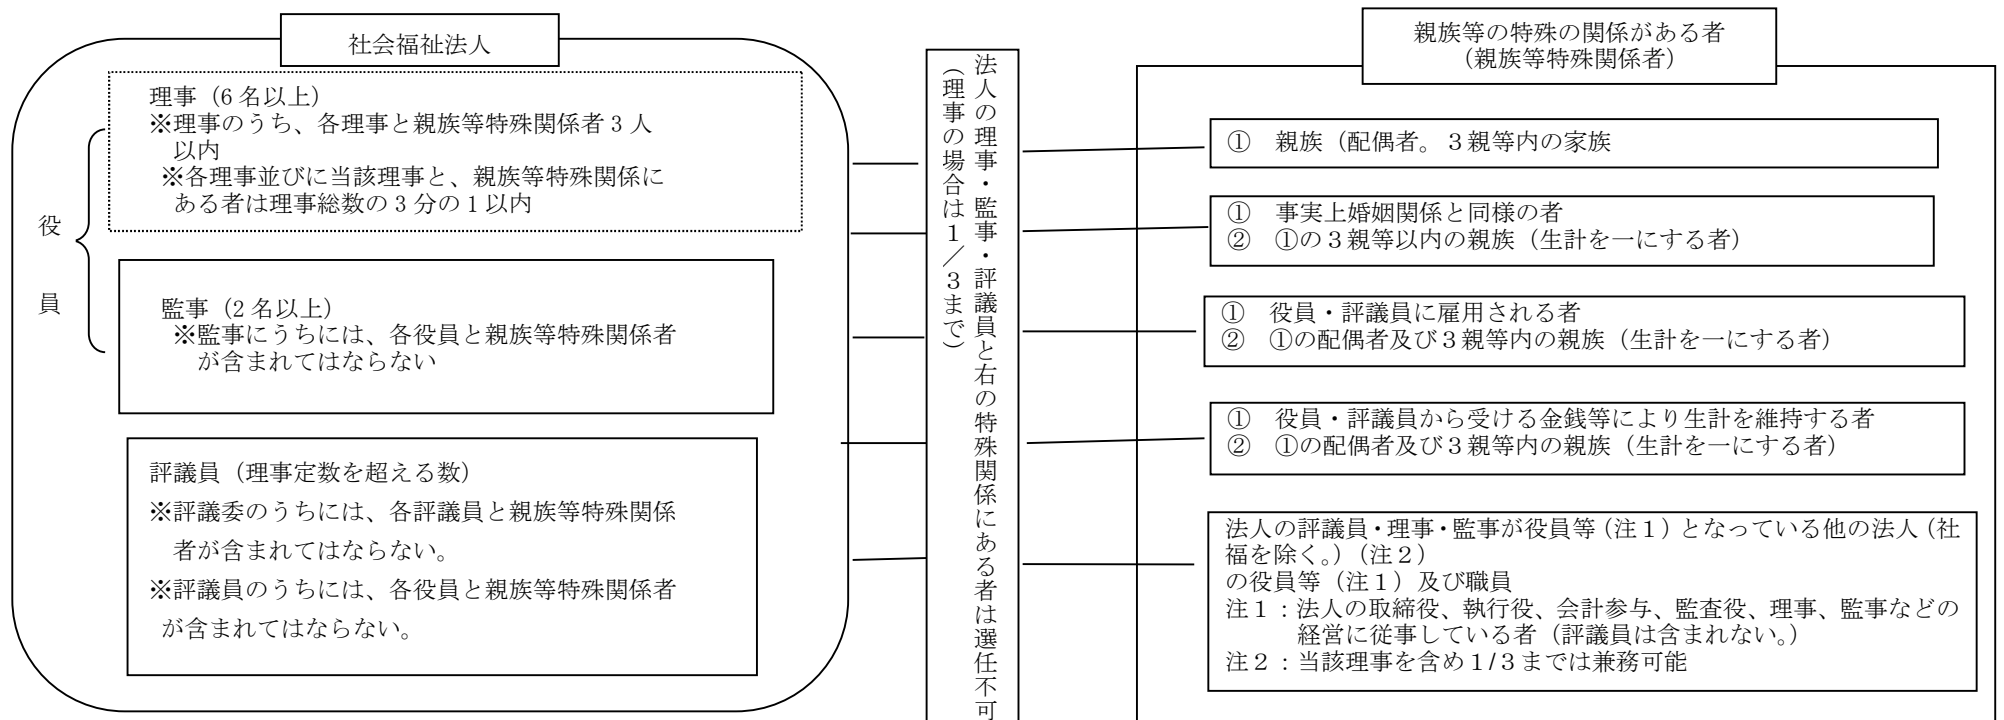 社会福祉法人
理事（6名以上）
※理事のうち、各理事と親族等特殊関係者3人
以内
※各理事並びに当該理事と、親族等特殊関係に
ある者は理事総数の3分の1以内
役
員
監事（2名以上）
※監事にうちには、各役員と親族等特殊関係者
が含まれてはならない
評議員（理事定数を超える数）
※評議委のうちには、各評議員と親族等特殊関係
者が含まれてはならない。
※評議員のうちには、各役員と親族等特殊関係者
が含まれてはならない。
法人の理事・監事・評議員と右の特殊関係にある者は選任不可
（理事の場合は１／３まで）
親族等の特殊の関係がある者
（親族等特殊関係者）
①　親族（配偶者。３親等内の家族
①　事実上婚姻関係と同様の者
②　①の３親等以内の親族（生計を一にする者）
①　役員・評議員に雇用される者
②　①の配偶者及び３親等内の親族（生計を一にする者）
①　役員・評議員から受ける金銭等により生計を維持する者
②　①の配偶者及び３親等内の親族（生計を一にする者）
法人の評議員・理事・監事が役員等（注１）となっている他の法人（社
福を除く。）（注２）
の役員等（注１）及び職員
注１：法人の取締役、執行役、会計参与、監査役、理事、監事などの
経営に従事している者（評議員は含まれない。）
注２：当該理事を含め１/３までは兼務可能